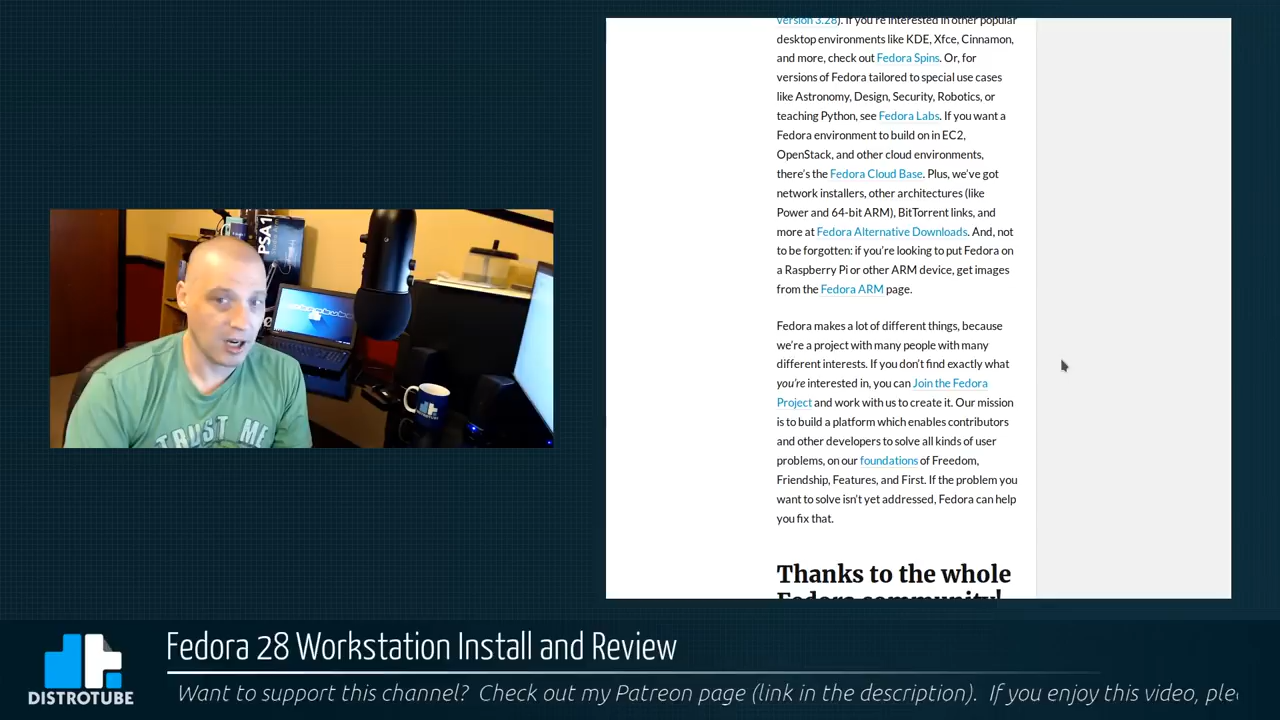 version 3.28). If you're interested in other popular
desktop environments like KDE, Xfce, Cinnamon,
and more, check out Fedora Spins. Or, for
versions of Fedora tailored to special use cases
like Astronomy, Design, Security, Robotics, or
teaching Python, see Fedora Labs. If you want a
Fedora environment to build on in EC2,
OpenStack, and other cloud environments,
there's the Fedora Cloud Base. Plus, we've got
network installers, other architectures (like
Power and 64-bit ARM), BitTorrent links, and
more at Fedora Alternative Downloads. And, not
to be forgotten: if you're looking to put Fedora on
a Raspberry Pi or other ARM device, get images
from the Fedora ARM page.
Fedora makes a lot of different things, because
we're a project with many people with many
different interests. If you don't find exactly what
you're interested in, you can Join the Fedora
Project and work with us to create it. Our mission
is to build a platform which enables contributors
and other developers to solve all kinds of user
problems, on our foundations of Freedom,
Friendship, Features, and First. If the problem you
want to solve isn't yet addressed, Fedora can help
you fix that.
Thanks to the whole
Fedora community!
PSA1
TRUST ME
DISTROTUBE
Fedora 28 Workstation Install and Review
Want to support this channel? Check out my Patreon page (link in the description). If you enjoy this video, ple